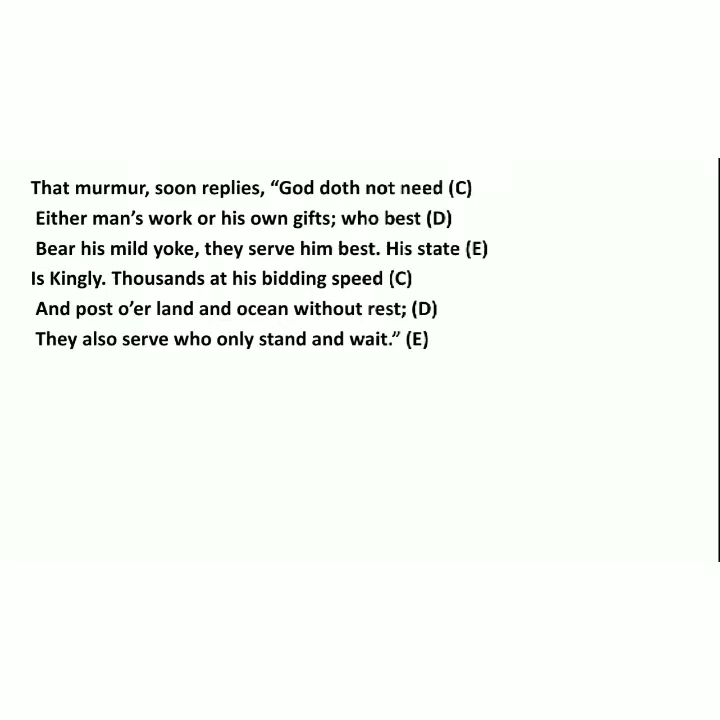 That murmur, soon replies, “God doth not need (C)
Either man’s work or his own gifts; who best (D)
Bear his mild yoke, they serve him best. His state (E)
Is Kingly. Thousands at his bidding speed (C)
And post o’er land and ocean without rest; (D)
They also serve who only stand and wait.” (E)